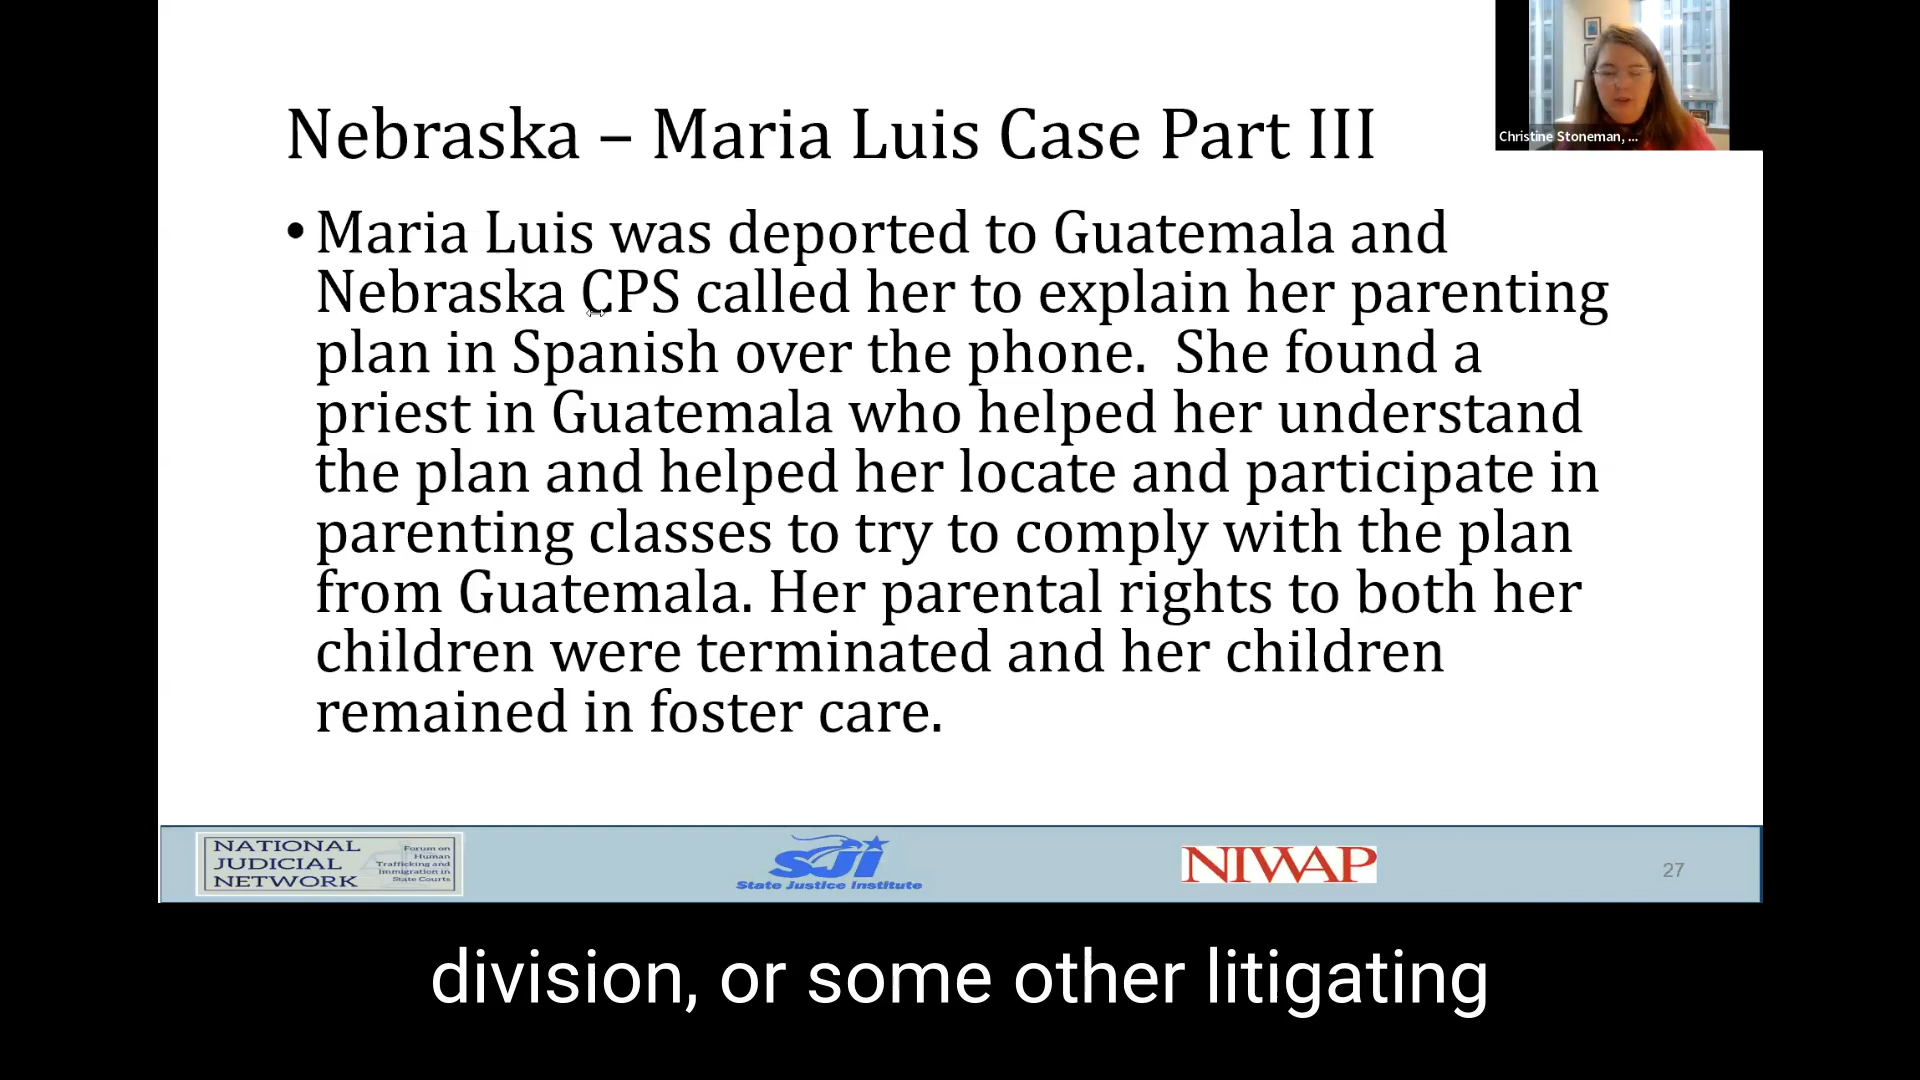 Christine Stoneman, ...
Nebraska – Maria Luis Case Part III
• Maria Luis was deported to Guatemala and
Nebraska CPS called her to explain her parenting
plan in Spanish over the phone.  She found a
priest in Guatemala who helped her understand
the plan and helped her locate and participate in
parenting classes to try to comply with the plan
from Guatemala. Her parental rights to both her
children were terminated and her children
remained in foster care.
NATIONAL
JUDICIAL
NETWORK
Forum on
Human
Trafficking and
Immigration in
State Courts
SJI
State Justice Institute
NIWAP
27
division, or some other litigating